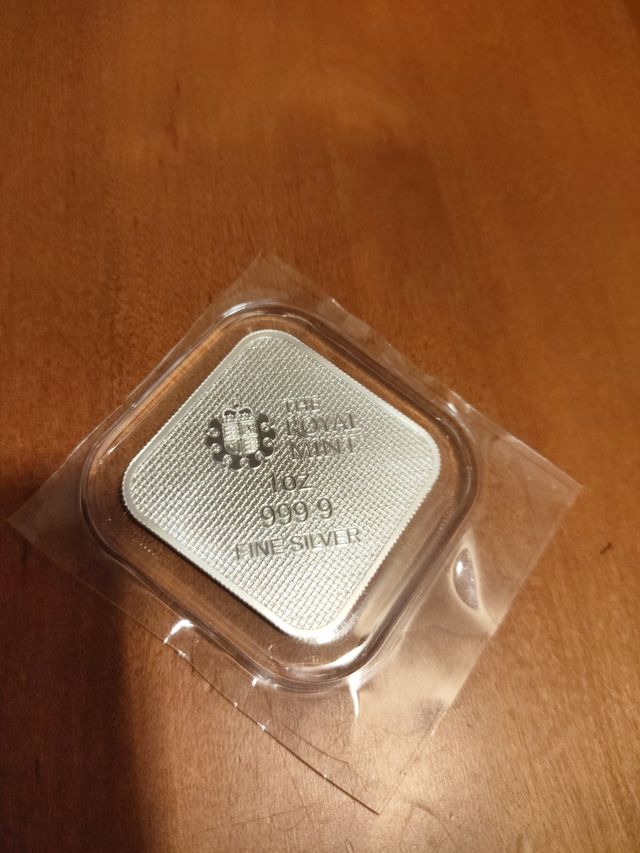 THE
ROYAL
MINT
1oz
999.9
FINE SILVER